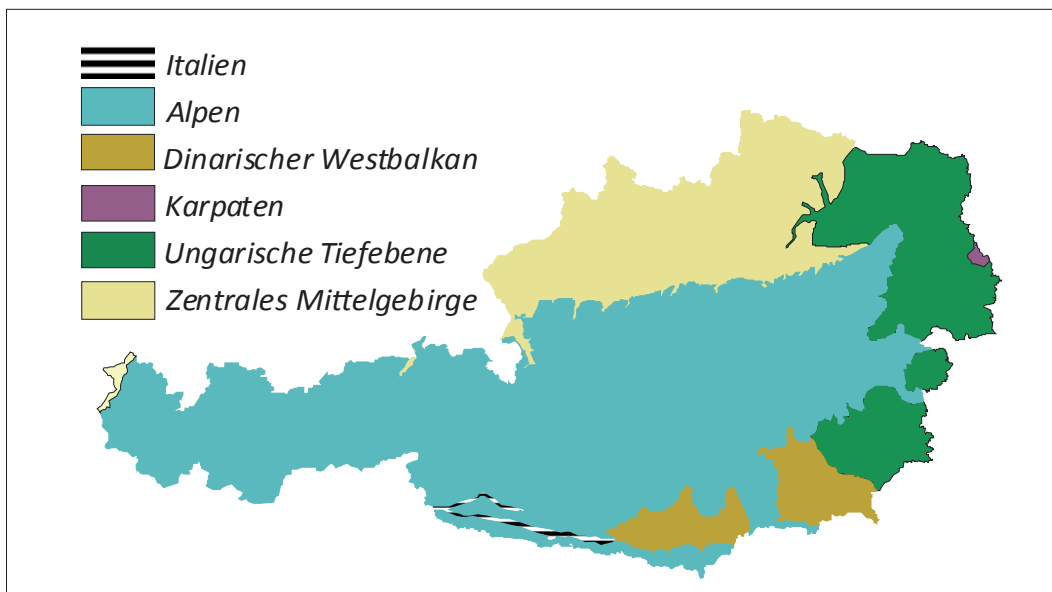 Italien
Alpen
Dinarischer Westbalkan
Karpaten
Ungarische Tiefebene
Zentrales Mittelgebirge